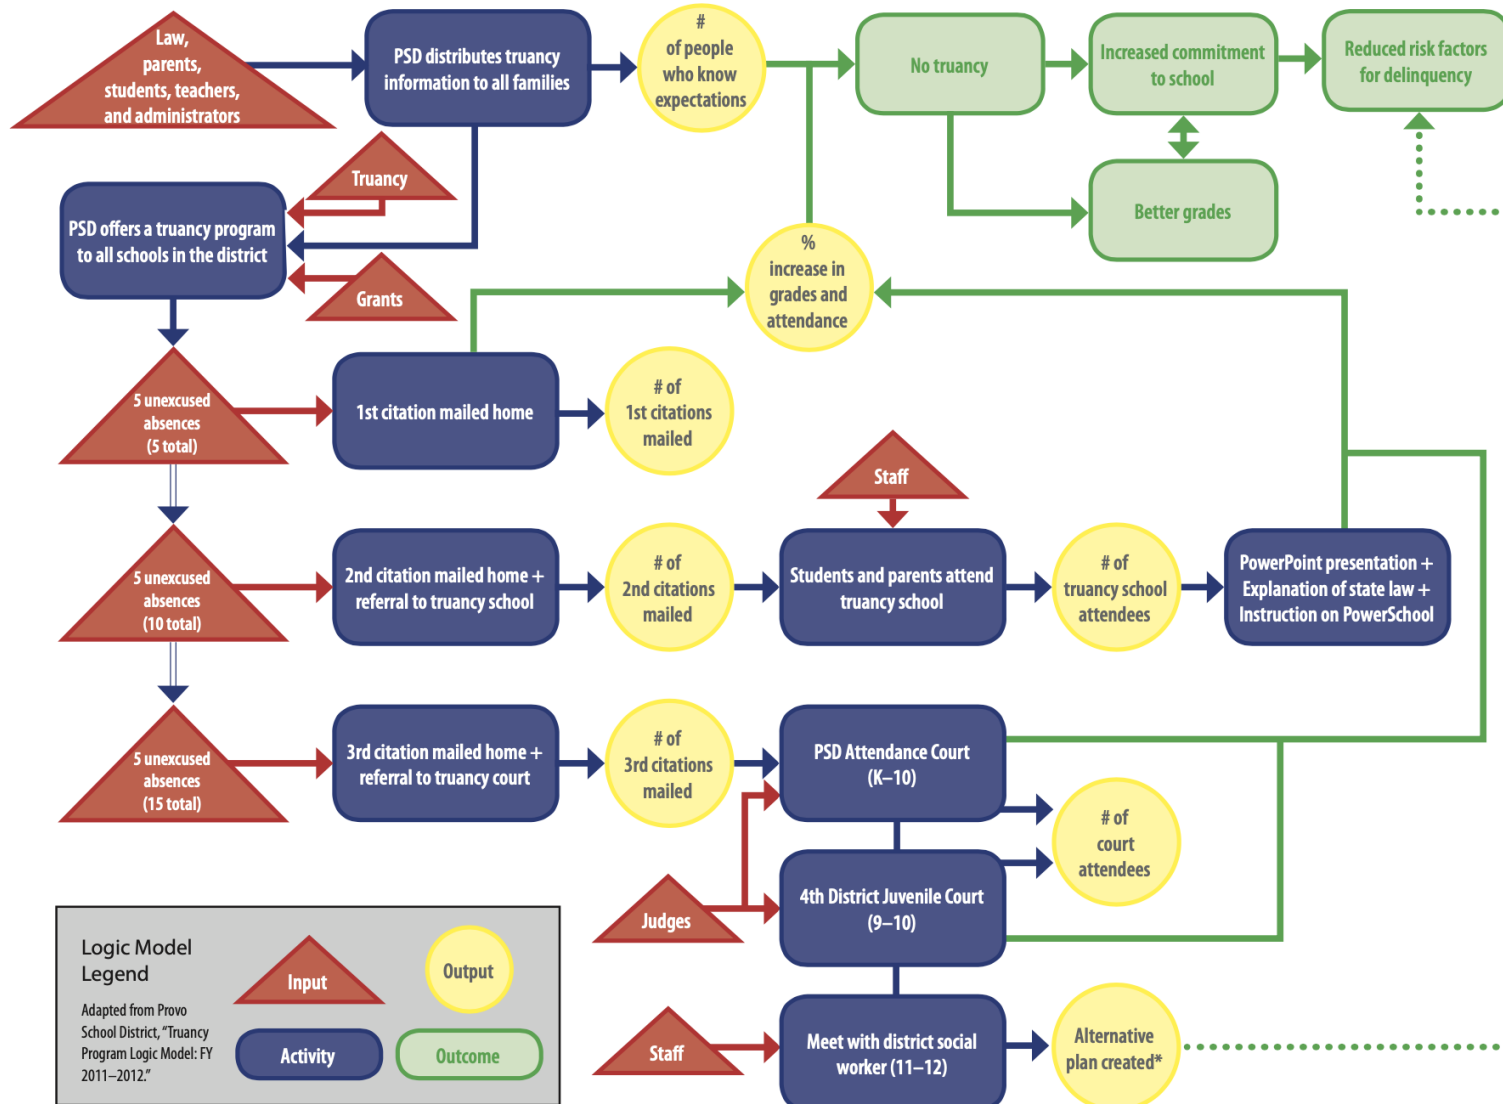 Law,
parents,
students, teachers,
and administrators
PSD distributes truancy
information to all families
#
of people
who know
expectations
No truancy
Increased commitment
to school
Reduced risk factors
for delinquency
Truancy
PSD offers a truancy program
to all schools in the district
Better grades
Grants
%
increase in
grades and
attendance
5 unexcused
absences
(5 total)
1st citation mailed home
# of
1st citations
mailed
Staff
5 unexcused
absences
(10 total)
2nd citation mailed home +
referral to truancy school
# of
2nd citations
mailed
Students and parents attend
truancy school
# of
truancy school
attendees
PowerPoint presentation +
Explanation of state law +
Instruction on PowerSchool
5 unexcused
absences
(15 total)
3rd citation mailed home +
referral to truancy court
# of
3rd citations
mailed
PSD Attendance Court
(K–10)
# of
court
attendees
Judges
4th District Juvenile Court
(9–10)
Staff
Meet with district social
worker (11–12)
Alternative
plan created*
Logic Model
Legend
Adapted from Provo
School District, “Truancy
Program Logic Model: FY
2011–2012.”
Input
Output
Activity
Outcome